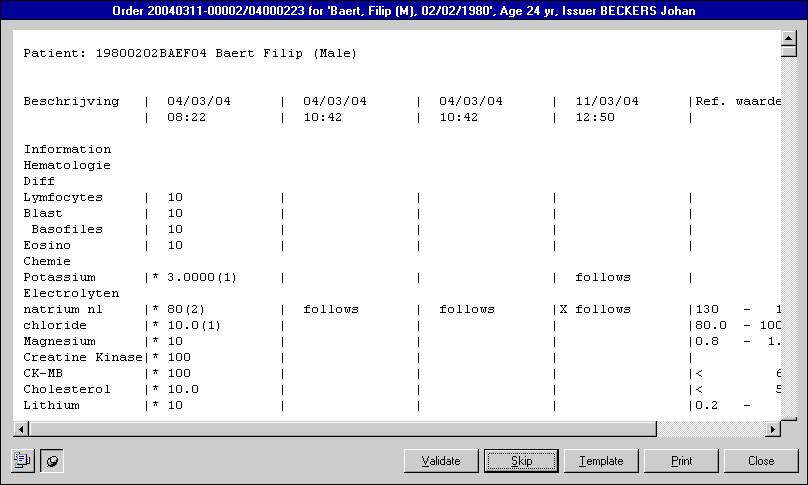 Order 20040311-00002/04000223 for 'Baert, Filip (M), 02/02/1980', Age 24 yr, Issuer BECKERS Johan
Patient: 19800202BAEF04 Baert Filip (Male)
Beschrijving | 04/03/04 | 04/03/04 | 04/03/04 | 11/03/04 |Ref. waarde
| 08:22 | 10:42 | 10:42 | 12:50 |
Information
Hematologie
Diff
Lymfocytes | 10 | | | |
Blast | 10 | | | |
Basofiles | 10 | | | |
Eosino | 10 | | | |
Chemie
Potassium |* 3.0000(1) | | | follows |
Electrolyten
natrium nl |* 80(2) | follows | follows |X follows |130 - 1
chloride |* 10.0(1) | | | |80.0 - 100
Magnesium |* 10 | | | |0.8 - 1.
Creatine Kinase|* 100 | | | |
CK-MB |* 100 | | | |< 6
Cholesterol |* 10.0 | | | |< 5
Lithium |* 10 | | | |0.2 -
Validate Skip Template Print Close